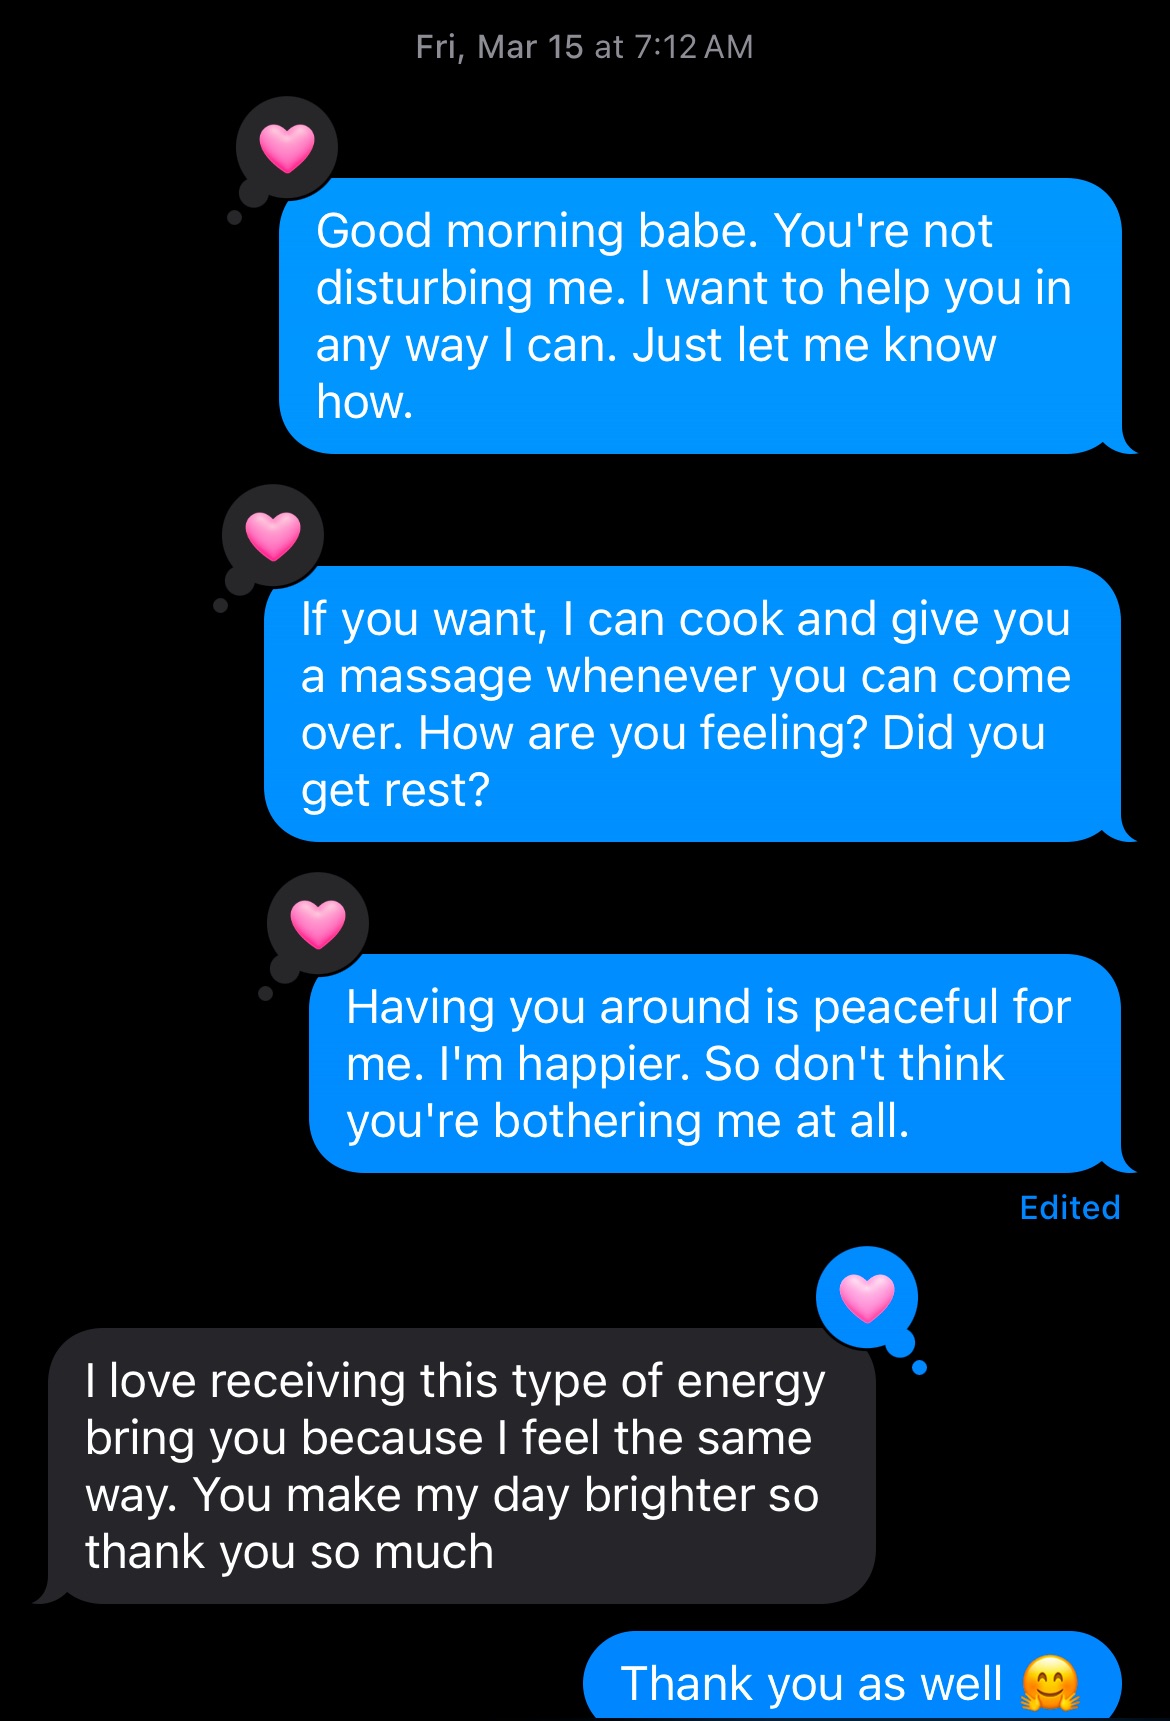 Fri, Mar 15 at 7:12 AM
Good morning babe. You're not
disturbing me. I want to help you in
any way I can. Just let me know
how.
If you want, I can cook and give you
a massage whenever you can come
over. How are you feeling? Did you
get rest?
Having you around is peaceful for
me. I'm happier. So don't think
you're bothering me at all.
Edited
I love receiving this type of energy
bring you because I feel the same
way. You make my day brighter so
thank you so much
Thank you as well 🤗